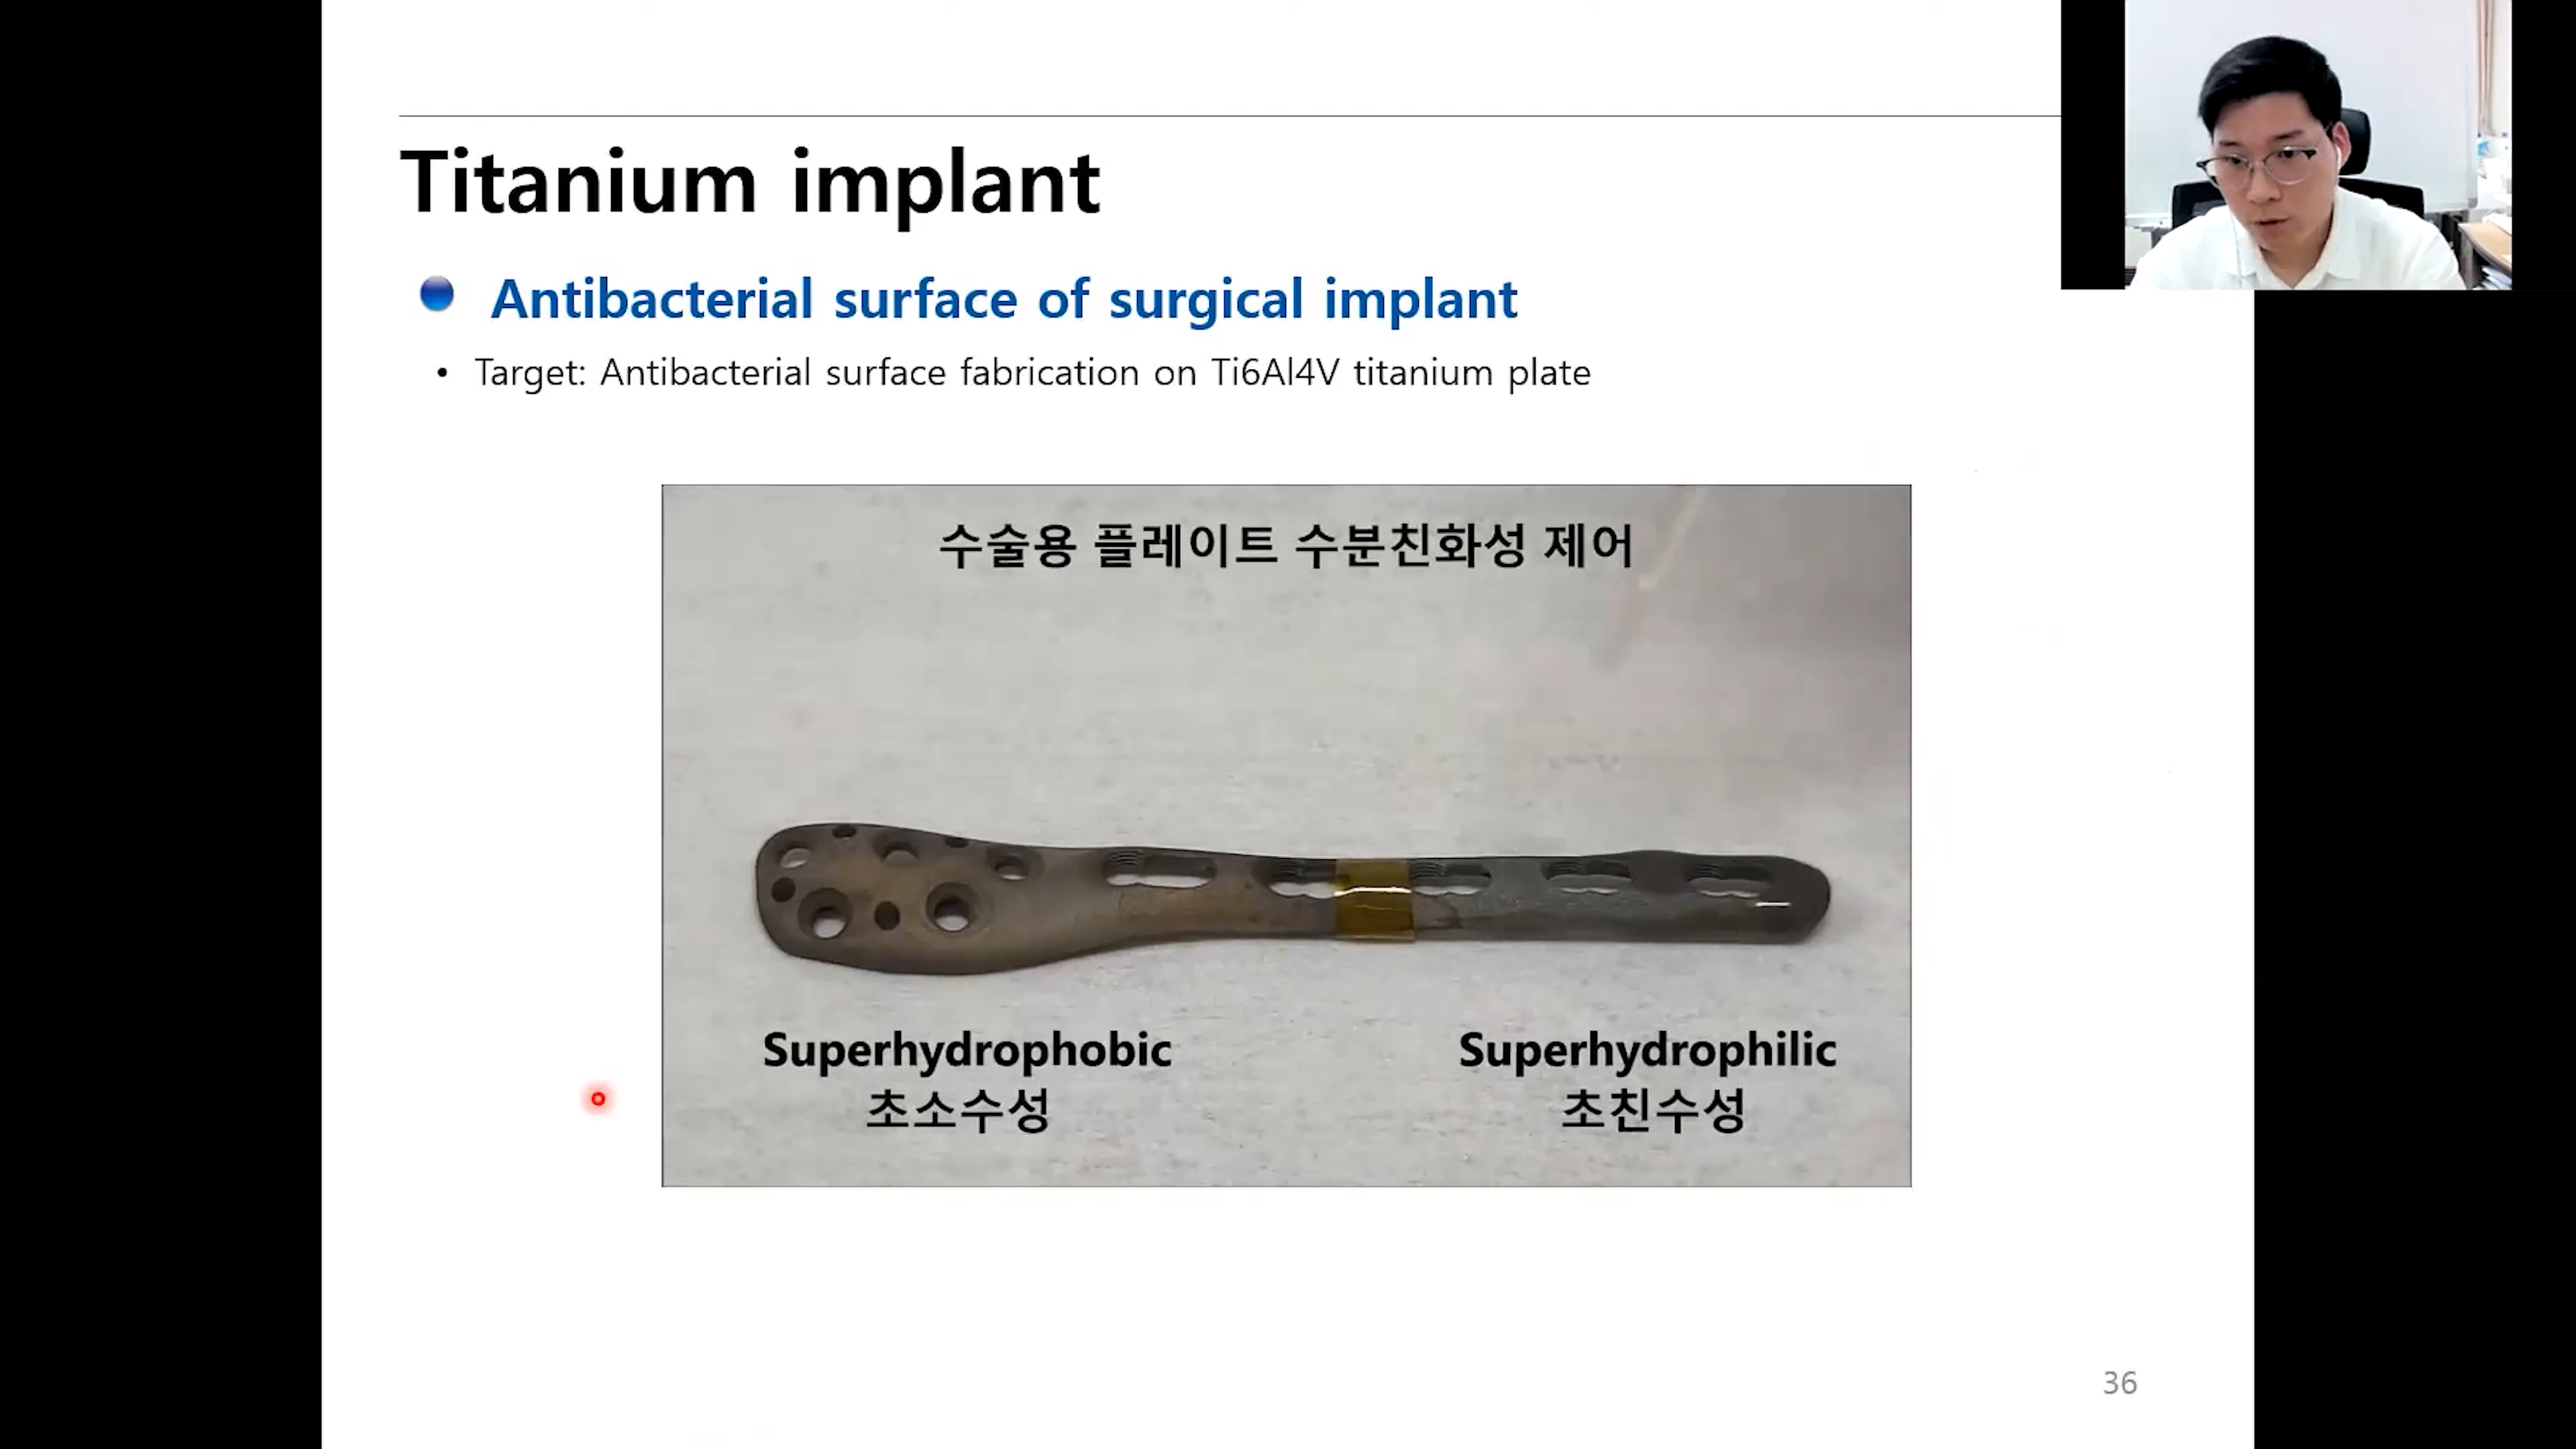 Titanium implant
Antibacterial surface of surgical implant
• Target: Antibacterial surface fabrication on Ti6Al4V titanium plate
수술용 플레이트 수분친화성 제어
Superhydrophobic
초소수성
Superhydrophilic
초친수성
36